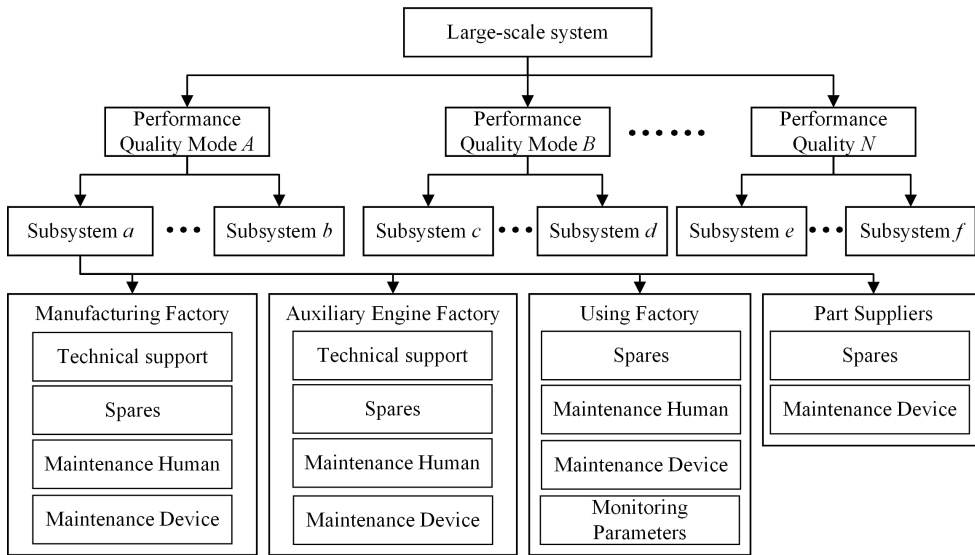 Large-scale system
Performance
Quality Mode A
Performance
Quality Mode B
Performance
Quality N
Subsystem a
Subsystem b
Subsystem c
Subsystem d
Subsystem e
Subsystem f
Manufacturing Factory
Technical support
Spares
Maintenance Human
Maintenance Device
Auxiliary Engine Factory
Technical support
Spares
Maintenance Human
Maintenance Device
Using Factory
Spares
Maintenance Human
Maintenance Device
Monitoring
Parameters
Part Suppliers
Spares
Maintenance Device